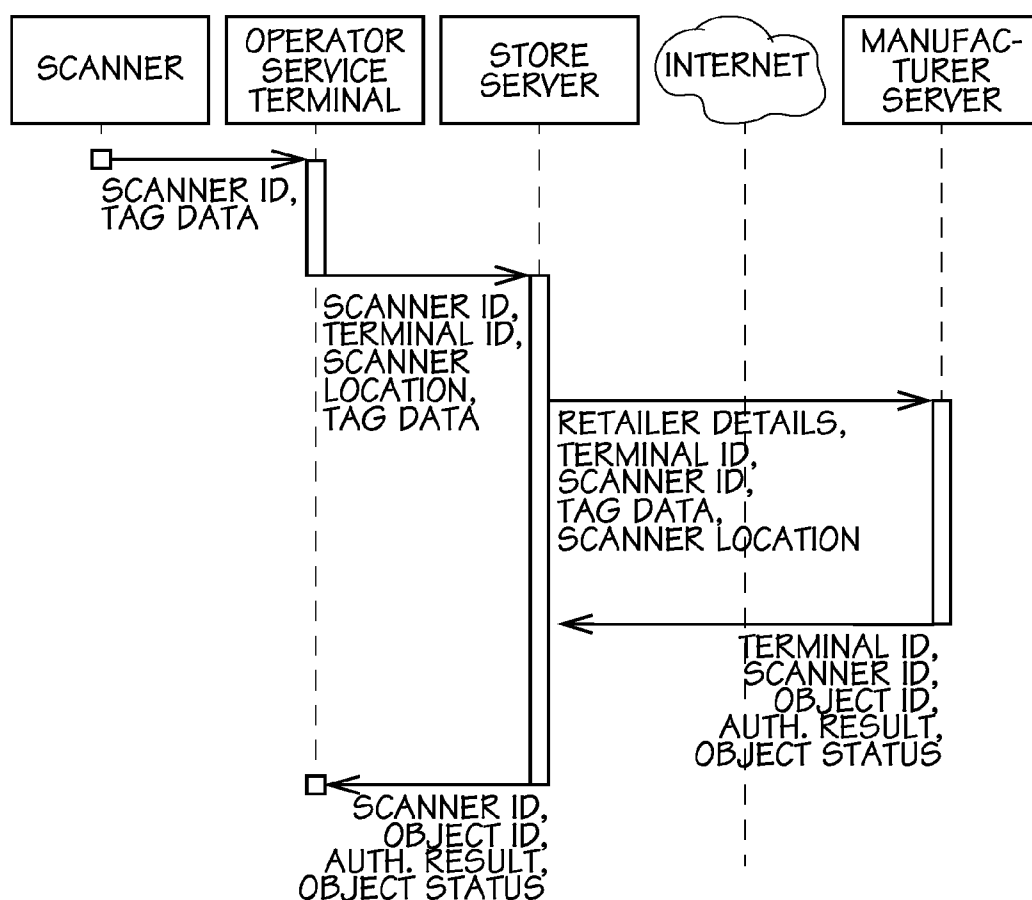 SCANNER
OPERATOR
SERVICE
TERMINAL
STORE
SERVER
INTERNET
MANUFAC-
TURER
SERVER
SCANNER ID,
TAG DATA
SCANNER ID,
TERMINAL ID,
SCANNER
LOCATION,
TAG DATA
RETAILER DETAILS,
TERMINAL ID,
SCANNER ID,
TAG DATA,
SCANNER LOCATION
TERMINAL ID,
SCANNER ID,
OBJECT ID,
AUTH. RESULT,
OBJECT STATUS
SCANNER ID,
OBJECT ID,
AUTH. RESULT,
OBJECT STATUS